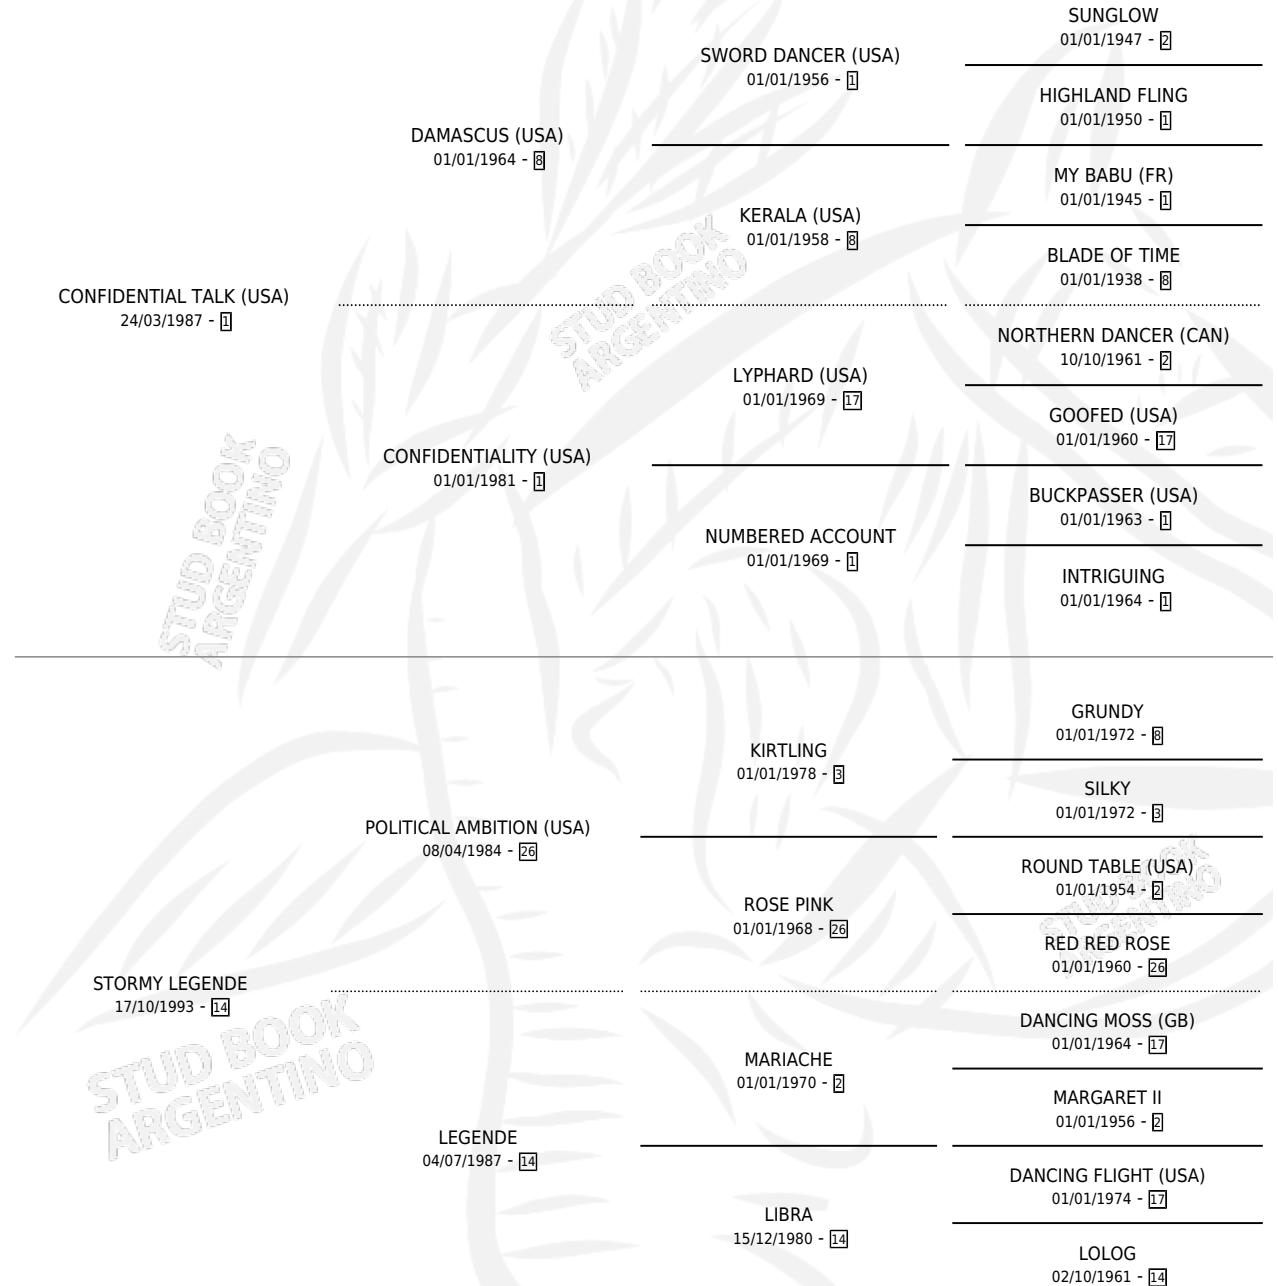 SUNGLOW
01/01/1947 - 2
SWORD DANCER (USA)
01/01/1956 - 1
HIGHLAND FLING
01/01/1950 - 1
DAMASCUS (USA)
01/01/1964 - 8
MY BABU (FR)
01/01/1945 - 1
KERALA (USA)
01/01/1958 - 8
BLADE OF TIME
01/01/1938 - 8
CONFIDENTIAL TALK (USA)
24/03/1987 - 1
NORTHERN DANCER (CAN)
10/10/1961 - 2
LYPHARD (USA)
01/01/1969 - 17
GOOFED (USA)
01/01/1960 - 17
CONFIDENTIALITY (USA)
01/01/1981 - 1
BUCKPASSER (USA)
01/01/1963 - 1
NUMBERED ACCOUNT
01/01/1969 - 1
INTRIGUING
01/01/1964 - 1
GRUNDY
01/01/1972 - 8
KIRTLING
01/01/1978 - 3
SILKY
01/01/1972 - 3
POLITICAL AMBITION (USA)
08/04/1984 - 26
ROUND TABLE (USA)
01/01/1954 - 2
ROSE PINK
01/01/1968 - 26
RED RED ROSE
01/01/1960 - 26
STORMY LEGENDE
17/10/1993 - 14
DANCING MOSS (GB)
01/01/1964 - 17
MARIACHE
01/01/1970 - 2
MARGARET II
01/01/1956 - 2
LEGENDE
04/07/1987 - 14
DANCING FLIGHT (USA)
01/01/1974 - 17
LIBRA
15/12/1980 - 14
LOLOG
02/10/1961 - 14
STUD BOOK
ARGENTINO
STUD BOOK
ARGENTINO
STUD BOOK
ARGENTINO
STUD BOOK
ARGENTINO